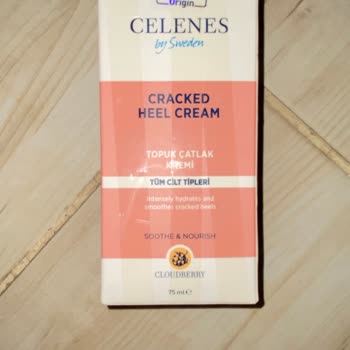 Origin
CELENES
by Sweden
CRACKED
HEEL CREAM
TOPUK ÇATLAK
KREMİ
TÜM CİLT TİPLERİ
Intensely hydrates and
smoothes cracked heels
SOOTHE & NOURISH
CLOUDBERRY
75 ml ℮